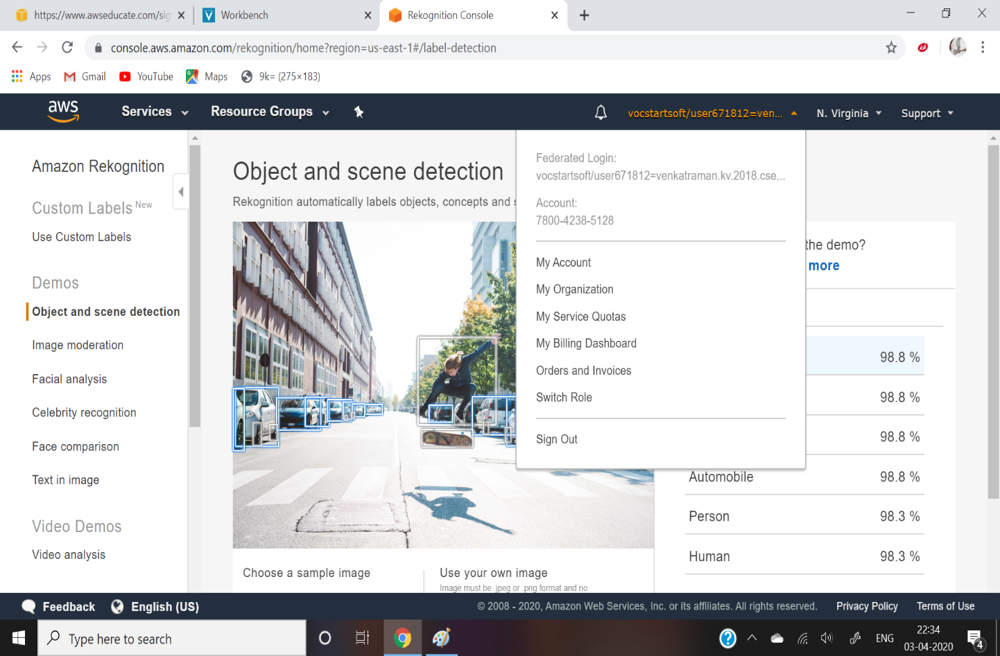 https://www.awseducate.com/sig
Workbench
Rekognition Console
console.aws.amazon.com/rekognition/home?region=us-east-1#/label-detection
Apps
Gmail
YouTube
Maps
9k= (275×183)
aws
Services
Resource Groups
vocstartsoft/user671812=ven...
N. Virginia
Support
Amazon Rekognition
Custom Labels New
Use Custom Labels
Demos
Object and scene detection
Image moderation
Facial analysis
Celebrity recognition
Face comparison
Text in image
Video Demos
Video analysis
Object and scene detection
Rekognition automatically labels objects, concepts and
Federated Login:
vocstartsoft/user671812=venkatraman.kv.2018.cse...
Account:
7800-4238-5128
My Account
My Organization
My Service Quotas
My Billing Dashboard
Orders and Invoices
Switch Role
Sign Out
the demo?
more
98.8 %
98.8 %
98.8 %
Automobile 98.8 %
Person 98.3 %
Human 98.3 %
Choose a sample image
Use your own image
Image must be .jpeg or .png format and no
Feedback
English (US)
© 2008 - 2020, Amazon Web Services, Inc. or its affiliates. All rights reserved.
Privacy Policy
Terms of Use
Type here to search
ENG
22:34
03-04-2020
4